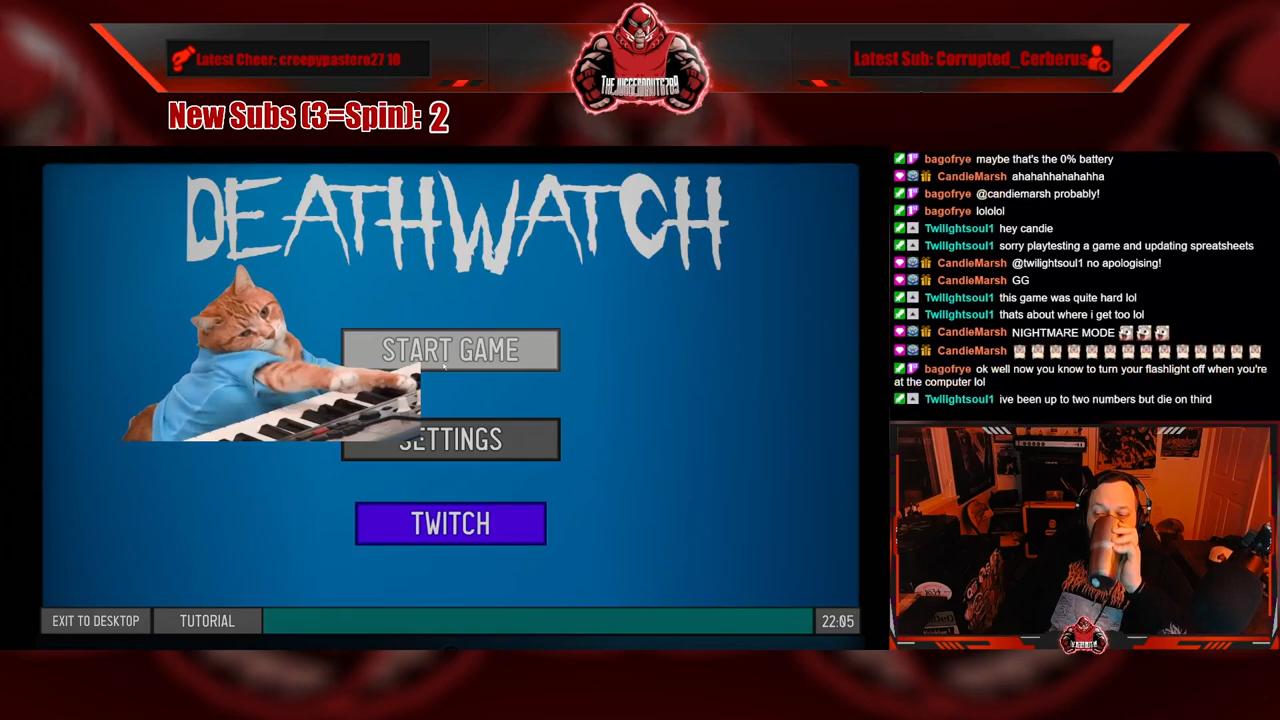 Latest Cheer: creepypastero27 10
THEJUGGERNAUT6789
Latest Sub: Corrupted_Cerberus
New Subs (3=Spin): 2
DEATHWATCH
START GAME
SETTINGS
TWITCH
EXIT TO DESKTOP
TUTORIAL
22:05
bagofrye maybe that's the 0% battery
CandieMarsh ahahahhahahahha
bagofrye @candiemarsh probably!
bagofrye lololol
Twilightsoul1 hey candie
Twilightsoul1 sorry playtesting a game and updating spreatsheets
CandieMarsh @twilightsoul1 no apologising!
CandieMarsh GG
Twilightsoul1 this game was quite hard lol
Twilightsoul1 thats about where i get too lol
CandieMarsh NIGHTMARE MODE
CandieMarsh
bagofrye ok well now you know to turn your flashlight off when you're
at the computer lol
Twilightsoul1 ive been up to two numbers but die on third